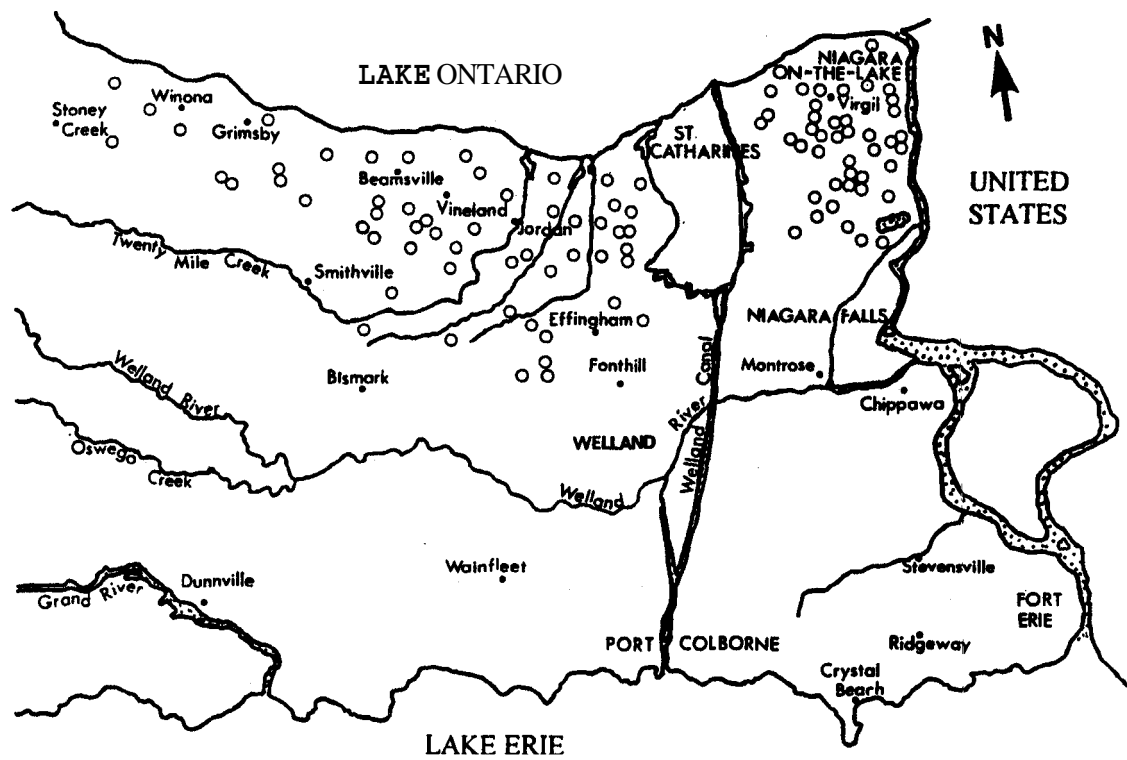 N
LAKE ONTARIO
NIAGARA
ON-THE-LAKE
Virgil
Stoney
Creek
Winona
Grimsby
ST.
CATHARINES
UNITED
STATES
Beamsville
Vineland
Jordan
Twenty Mile Creek
Smithville
Effingham
NIAGARA FALLS
Bismark
Fonthill
Montrose
Chippawa
Welland River
Welland Canal
River
WELLAND
Oswego
Creek
Welland
Wainfleet
Stevensville
Dunnville
Grand River
FORT
ERIE
PORT COLBORNE
Ridgeway
Crystal
Beach
LAKE ERIE